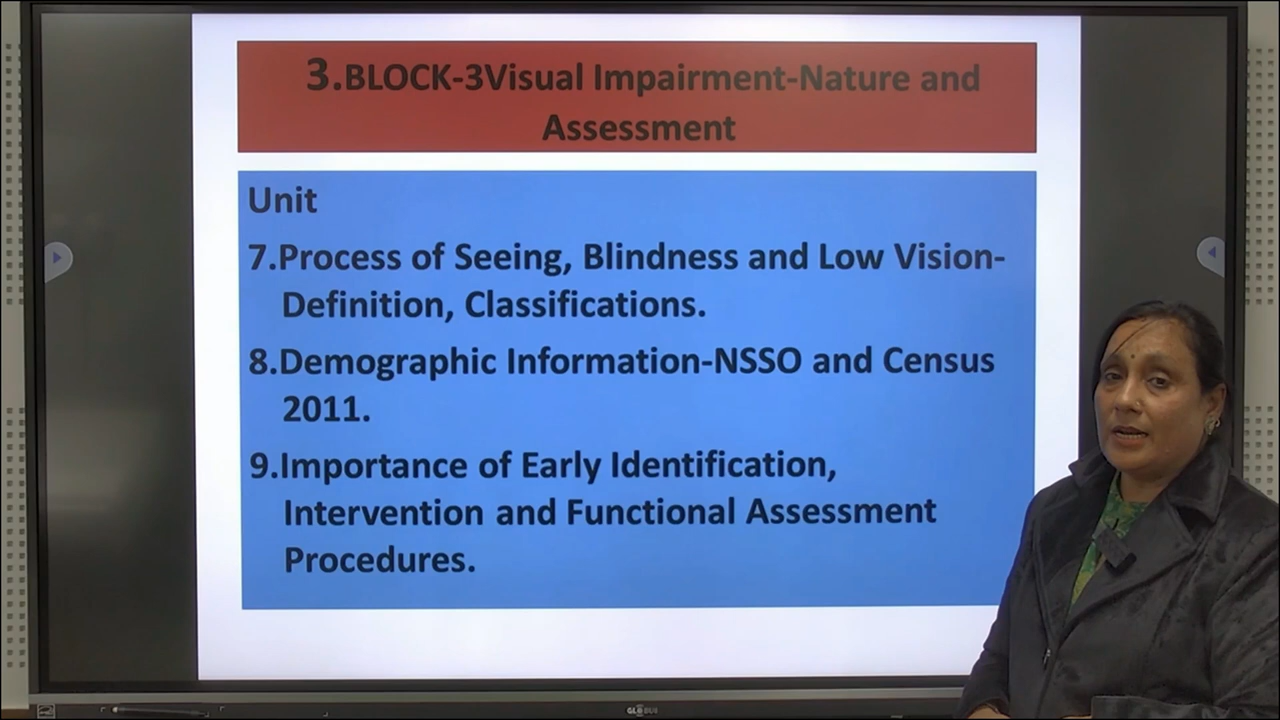 3.BLOCK-3Visual Impairment-Nature and
Assessment
Unit
7.Process of Seeing, Blindness and Low Vision-
Definition, Classifications.
8.Demographic Information-NSSO and Census
2011.
9.Importance of Early Identification,
Intervention and Functional Assessment
Procedures.